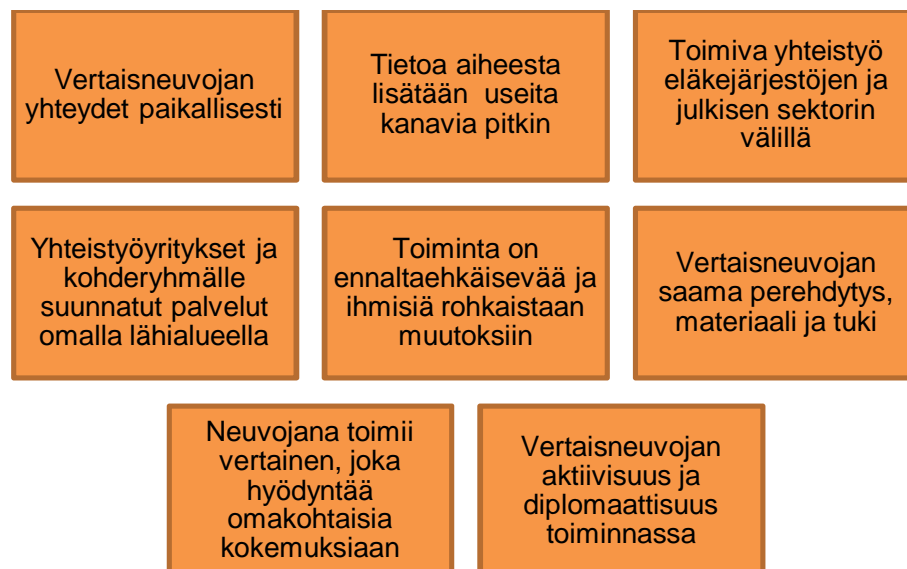 Vertaisneuvojan
yhteydet paikallisesti
Tietoa aiheesta
lisätään useita
kanavia pitkin
Toimiva yhteistyö
eläkejärjestöjen ja
julkisen sektorin
välillä
Yhteistyöyritykset ja
kohderyhmälle
suunnatut palvelut
omalla lähialueella
Toiminta on
ennaltaehkäisevää ja
ihmisiä rohkaistaan
muutoksiin
Vertaisneuvojan
saama perehdytys,
materiaali ja tuki
Neuvojana toimii
vertainen, joka
hyödyntää
omakohtaisia
kokemuksiaan
Vertaisneuvojan
aktiivisuus ja
diplomaattisuus
toiminnassa